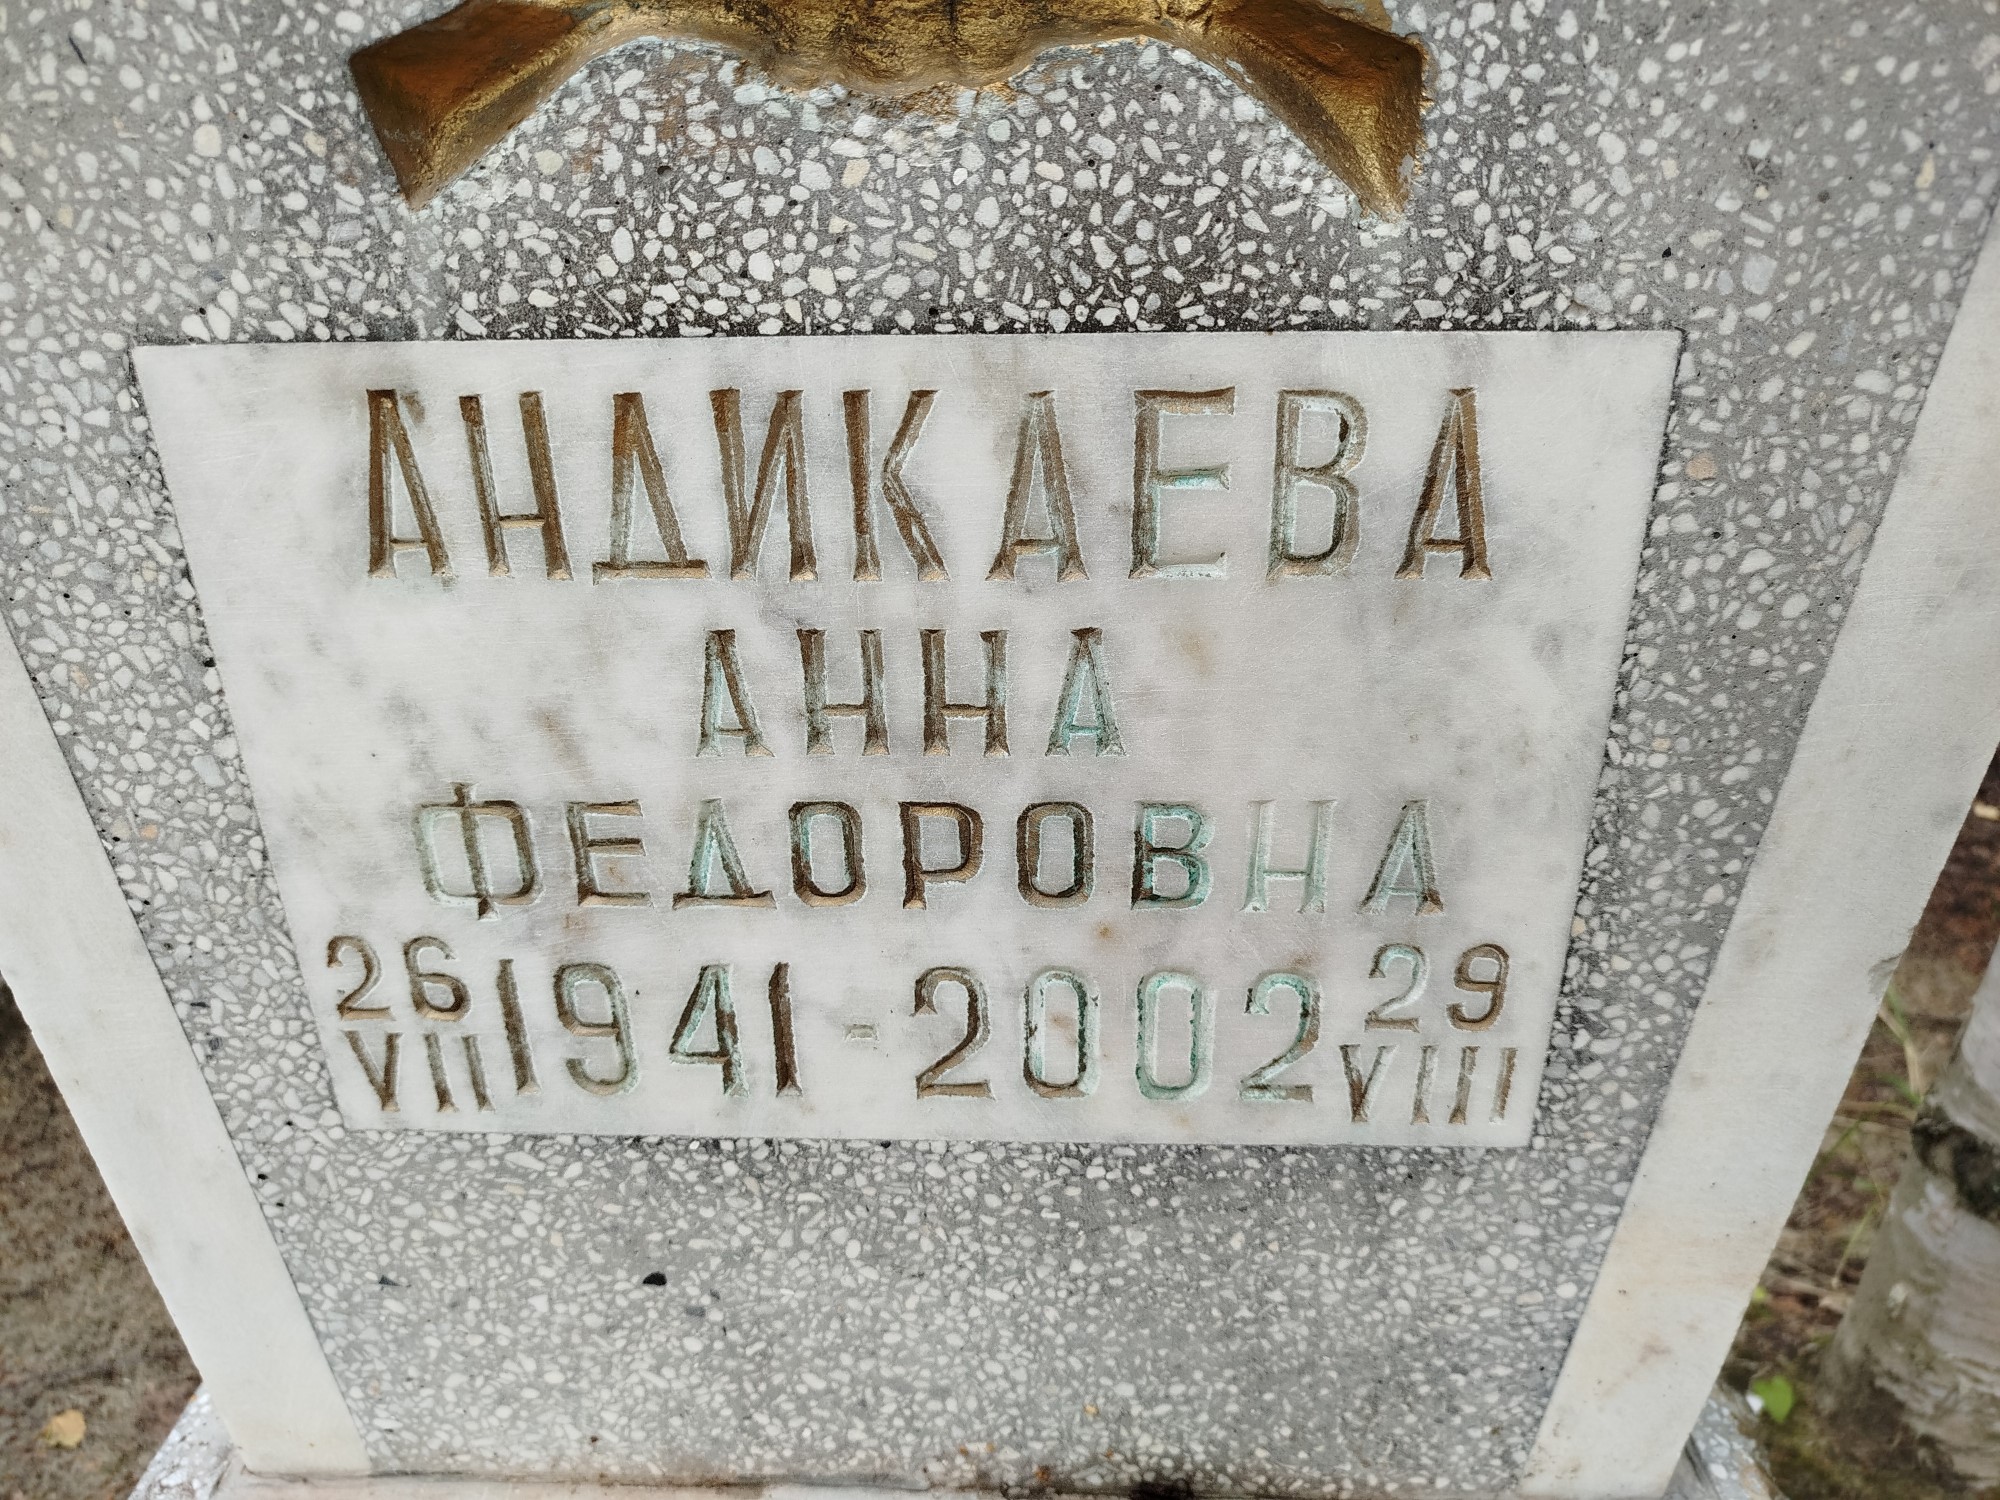 АНДИКАЕВА
АННА
ФЕДОРОВНА
26 VII 1941 - 2002 29 VIII